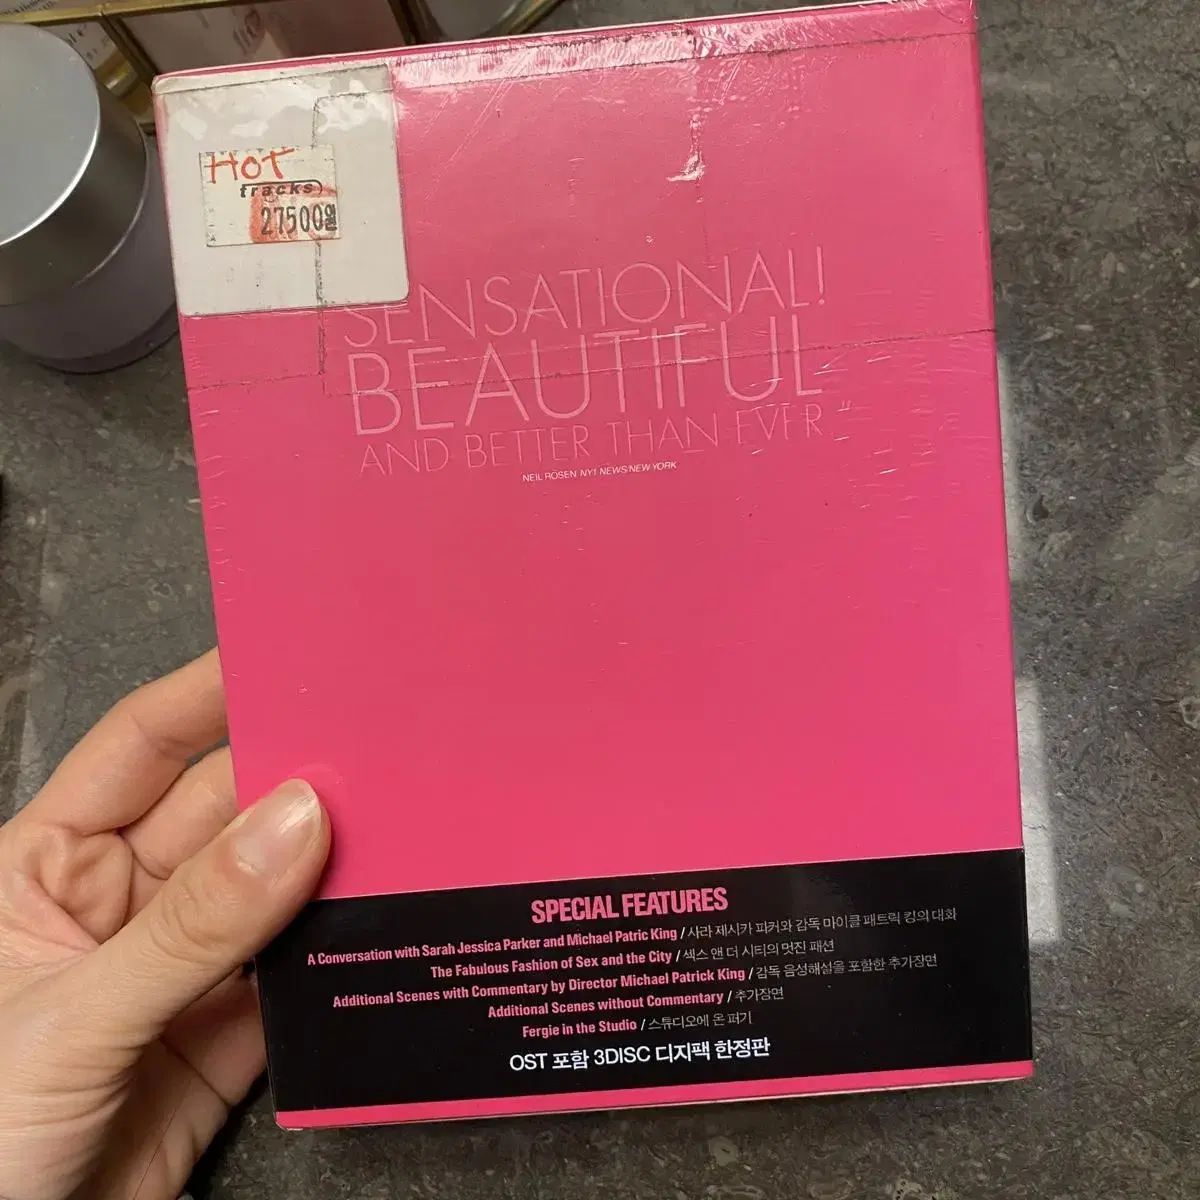 HOT
tracks
27500원
SENSATIONAL!
BEAUTIFUL
AND BETTER THAN EVER"
NEIL ROSEN NY1 NEWS/NEW YORK
SPECIAL FEATURES
A Conversation with Sarah Jessica Parker and Michael Patric King / 사라 제시카 파커와 감독 마이클 패트릭 킹의 대화
The Fabulous Fashion of Sex and the City / 섹스 앤 더 시티의 멋진 패션
Additional Scenes with Commentary by Director Michael Patrick King / 감독 음성해설을 포함한 추가장면
Additional Scenes without Commentary / 추가장면
Fergie in the Studio / 스튜디오에 온 퍼기
OST 포함 3DISC 디지팩 한정판